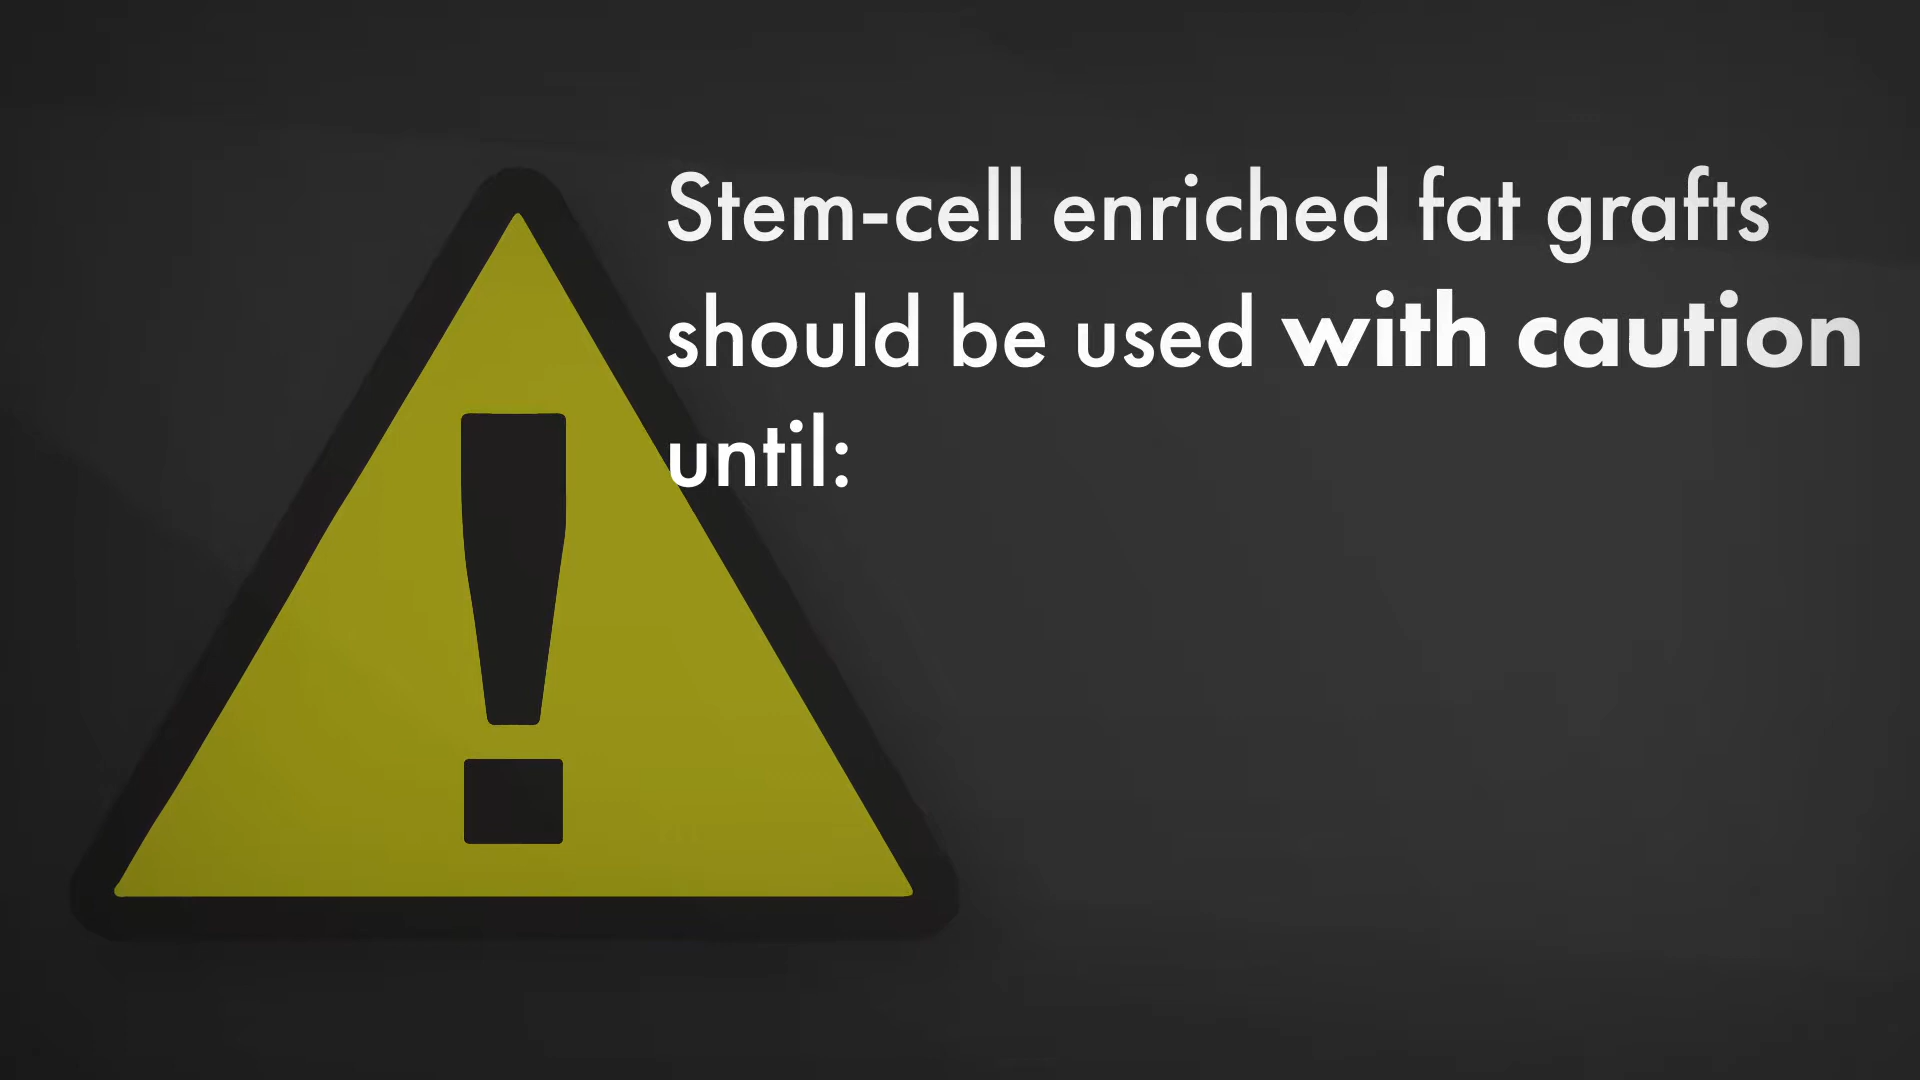 Stem-cell enriched fat grafts
should be used with caution
until: